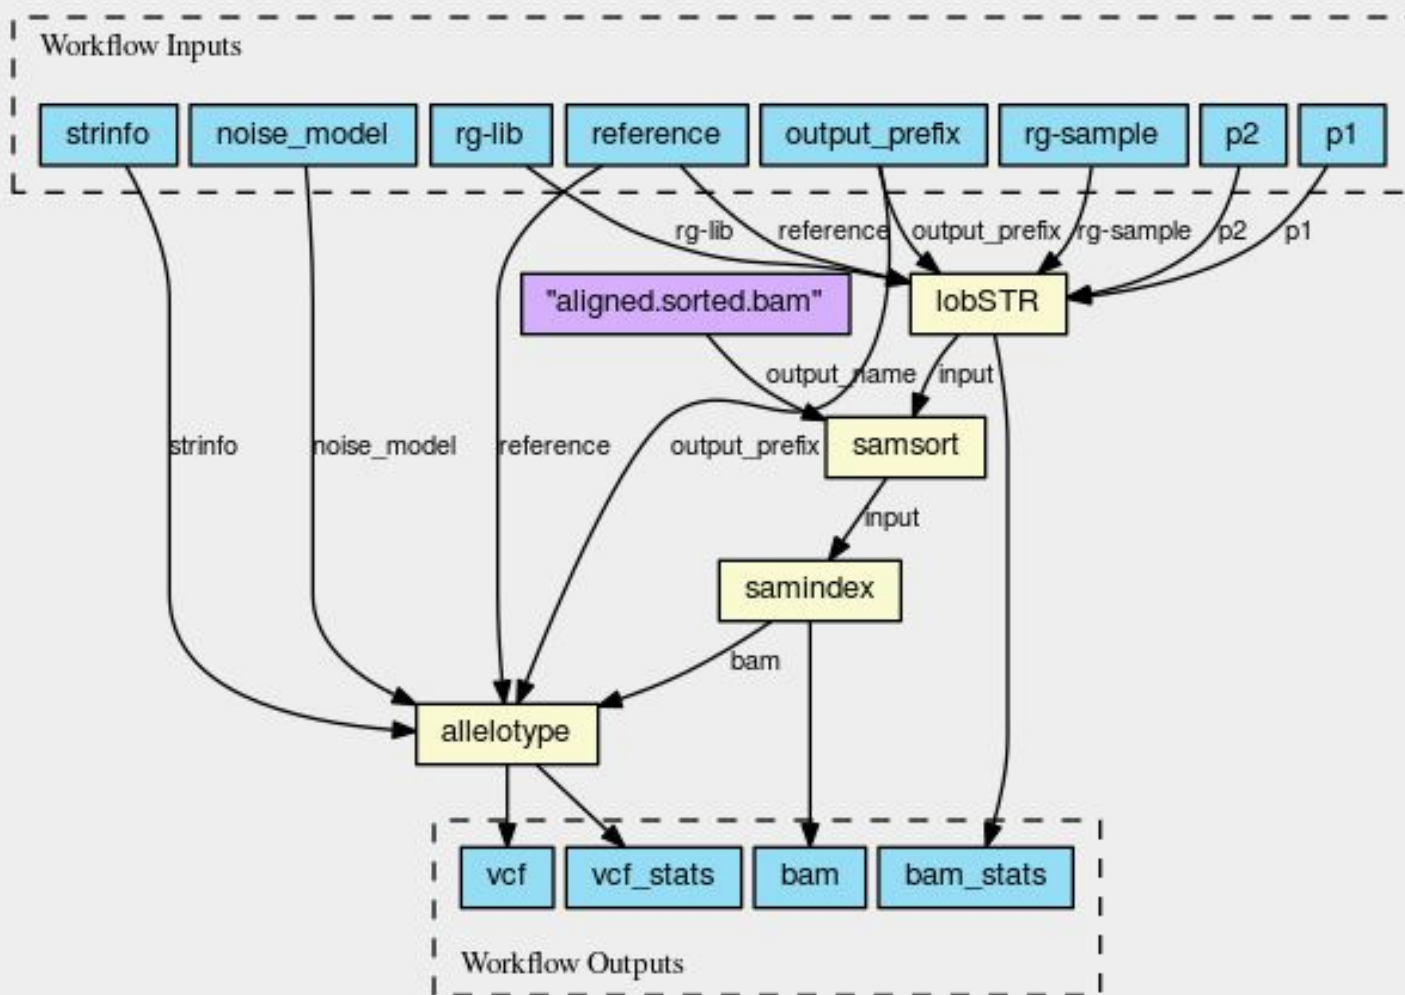 Workflow Inputs
strinfo noise_model rg-lib reference output_prefix rg-sample p2 p1
rg-lib reference output_prefix rg-sample p2 p1
"aligned.sorted.bam" lobSTR
output_name input
strinfo noise_model reference output_prefix samsort
input
samindex
bam
allelotype
vcf vcf_stats bam bam_stats
Workflow Outputs